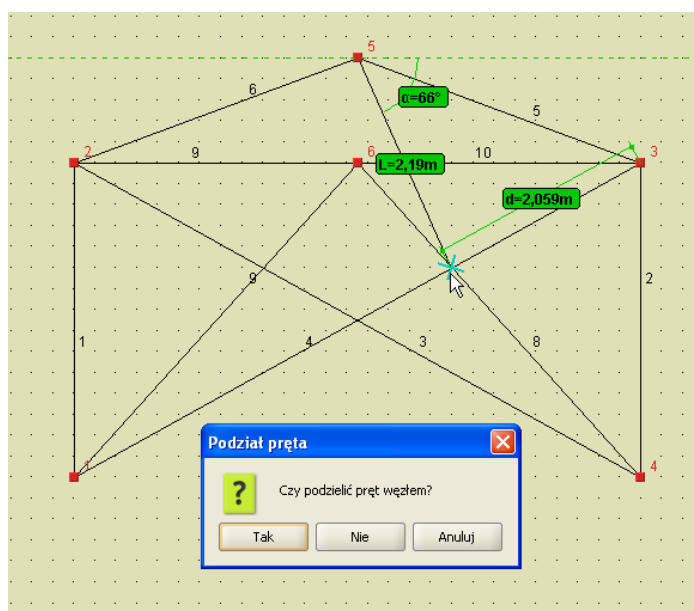 5
6
α=66°
5
2
9
6
L=2,19m
10
3
d=2,059m
9
2
1
4
3
8
1
4
Podział pręta
?
Czy podzielić pręt węzłem?
Tak
Nie
Anuluj